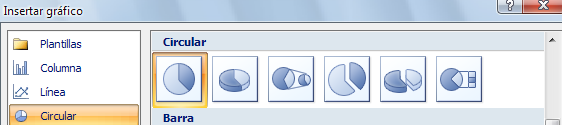 Insertar gráfico
?
Plantillas
Columna
Línea
Circular
Circular
Barra